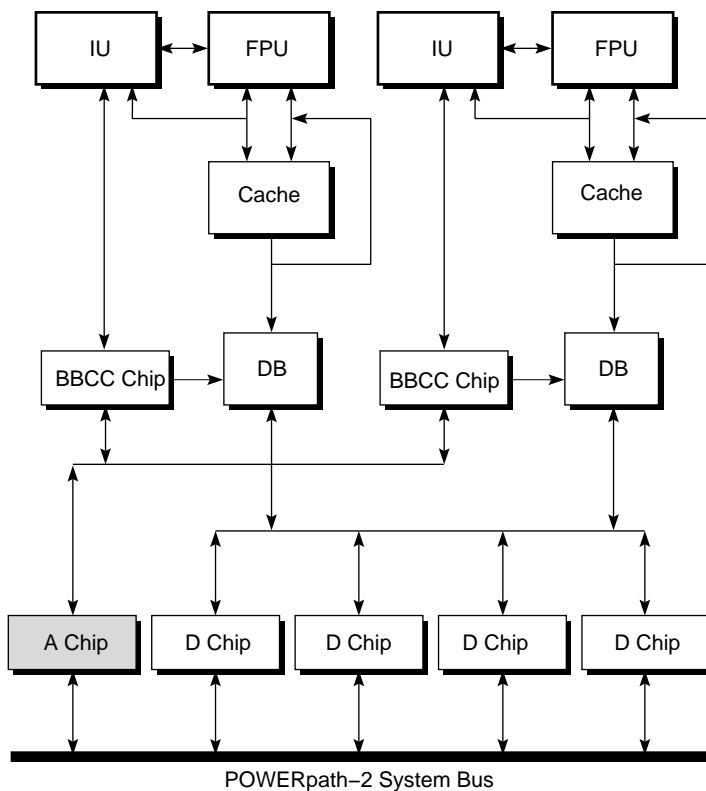 IU
FPU
IU
FPU
Cache
Cache
BBCC Chip
DB
BBCC Chip
DB
A Chip
D Chip
D Chip
D Chip
D Chip
POWERpath−2 System Bus